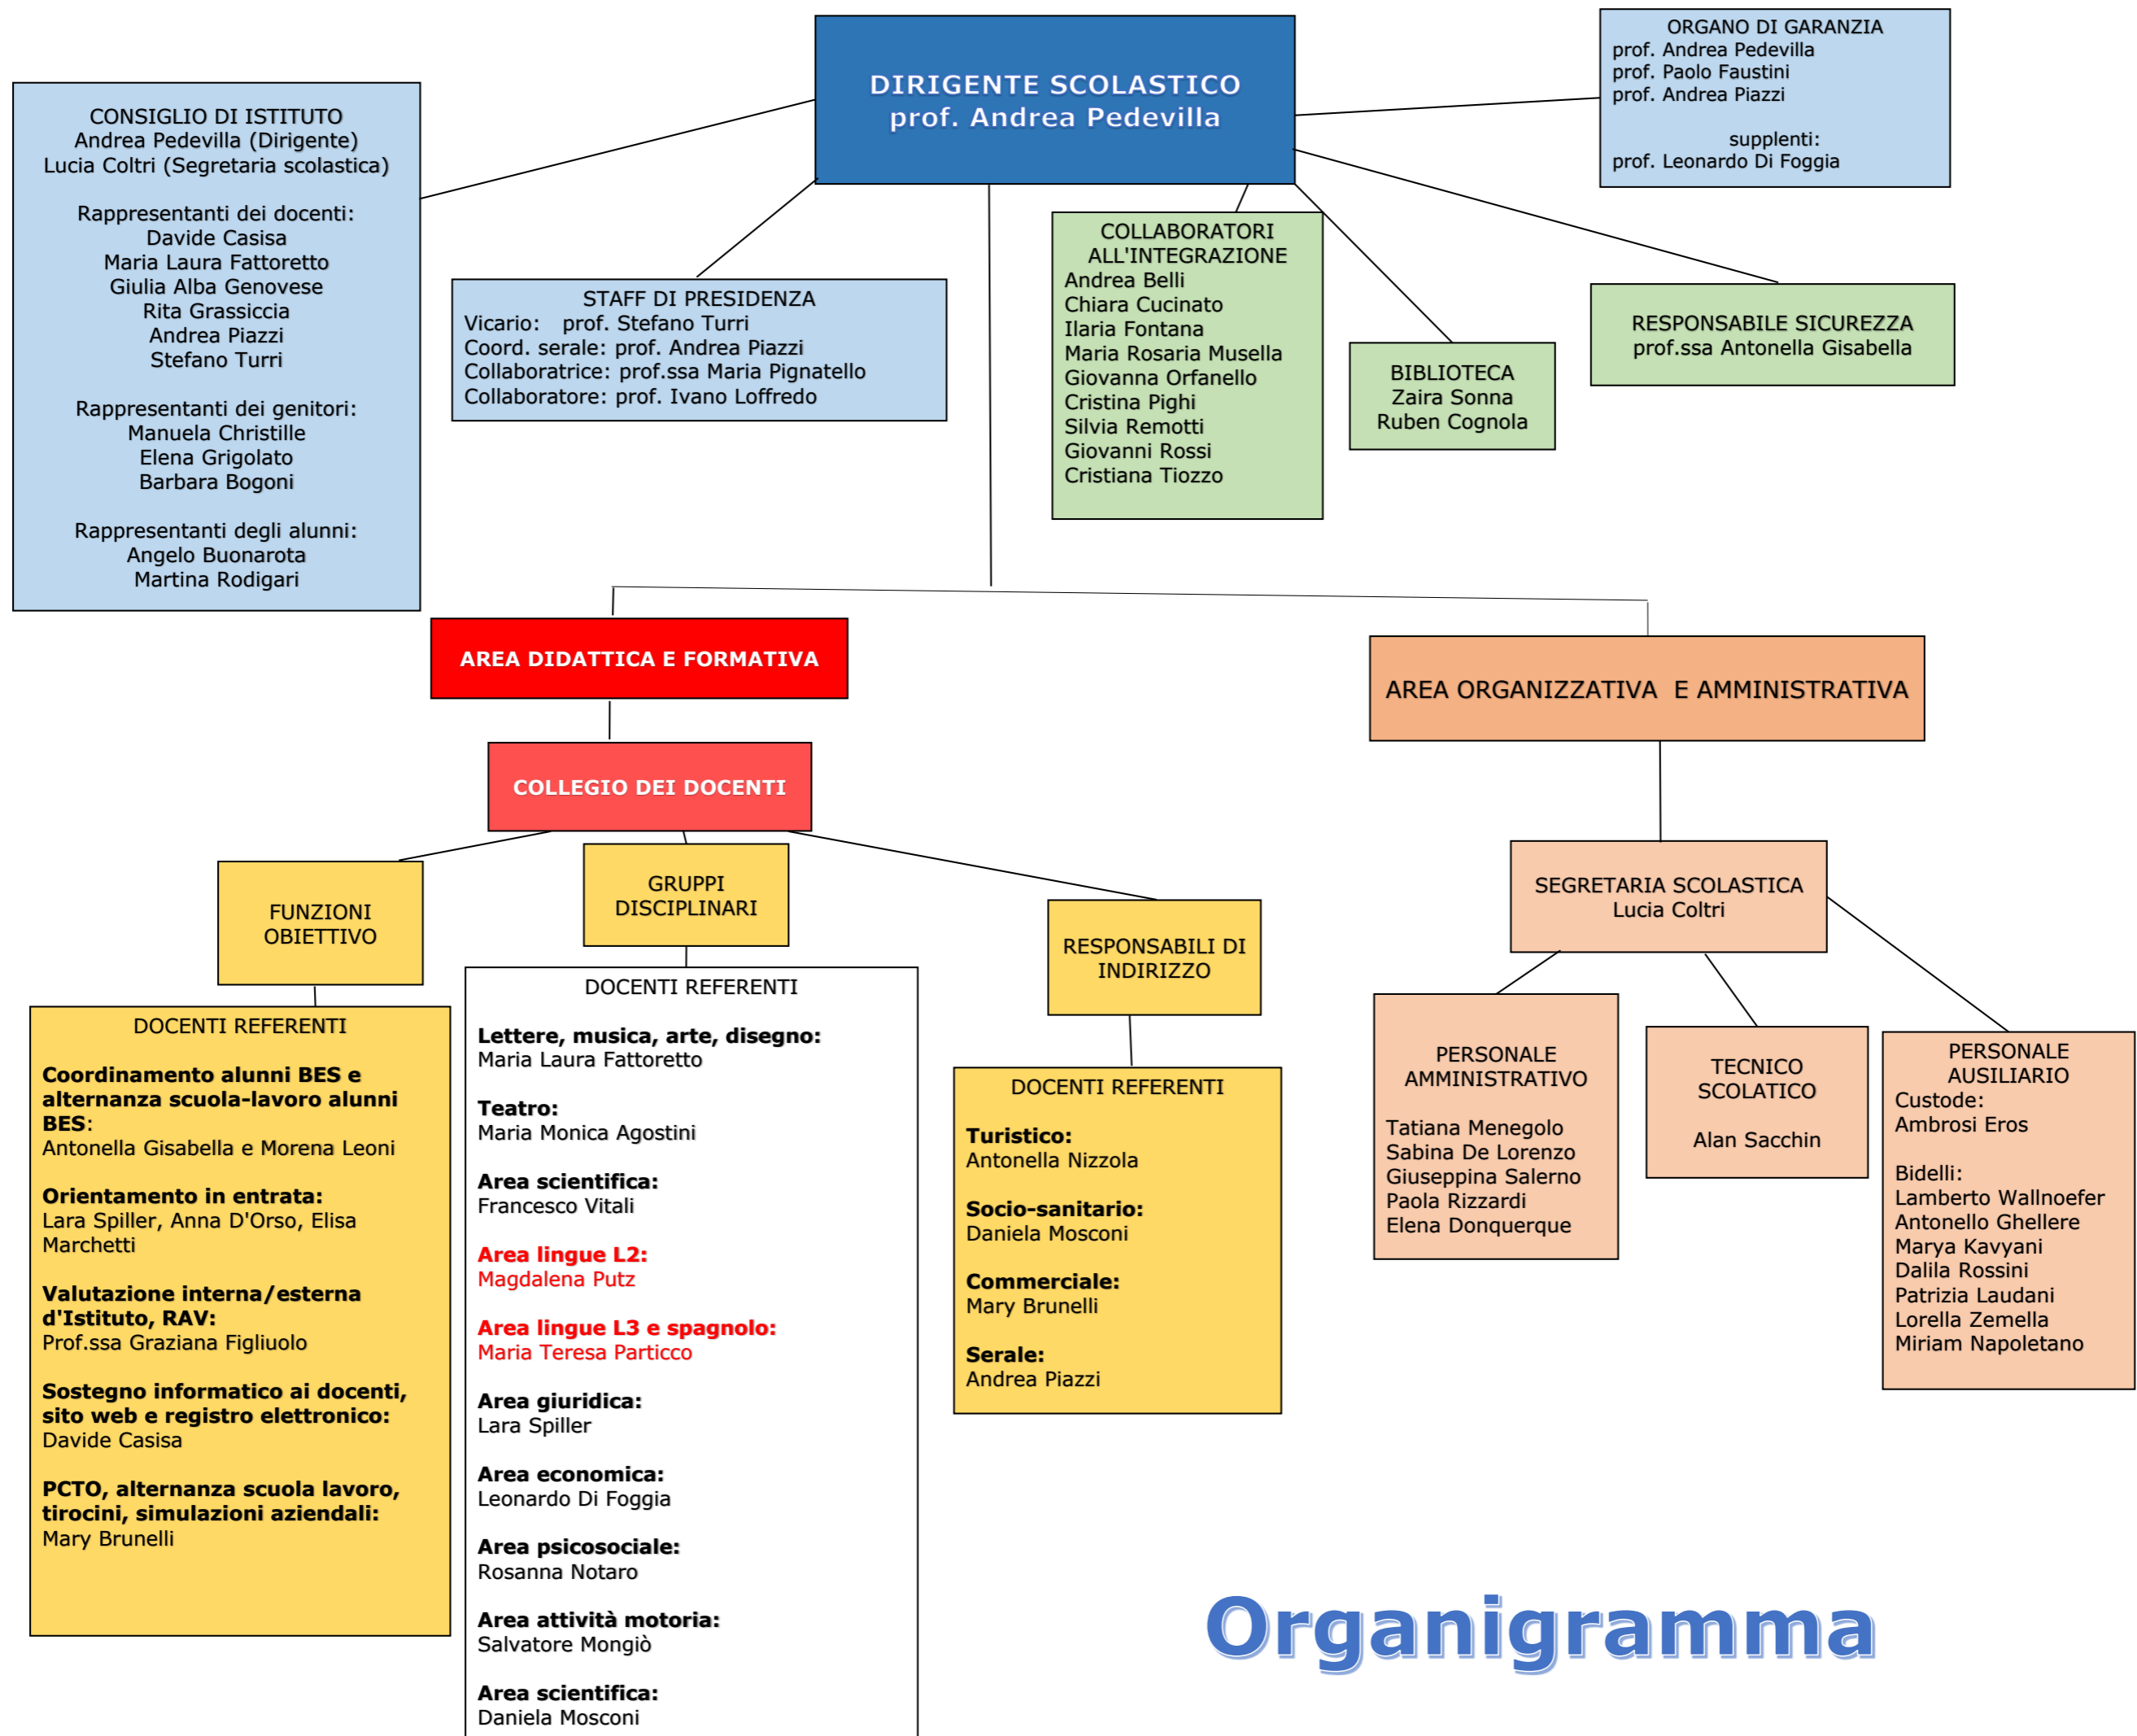 DIRIGENTE SCOLASTICO
prof. Andrea Pedevilla
ORGANO DI GARANZIA
prof. Andrea Pedevilla
prof. Paolo Faustini
prof. Andrea Piazzi
supplenti:
prof. Leonardo Di Foggia
CONSIGLIO DI ISTITUTO
Andrea Pedevilla (Dirigente)
Lucia Coltri (Segretaria scolastica)
Rappresentanti dei docenti:
Davide Casisa
Maria Laura Fattoretto
Giulia Alba Genovese
Rita Grassiccia
Andrea Piazzi
Stefano Turri
Rappresentanti dei genitori:
Manuela Christille
Elena Grigolato
Barbara Bogoni
Rappresentanti degli alunni:
Angelo Buonarota
Martina Rodigari
STAFF DI PRESIDENZA
Vicario: prof. Stefano Turri
Coord. serale: prof. Andrea Piazzi
Collaboratrice: prof.ssa Maria Pignatello
Collaboratore: prof. Ivano Loffredo
COLLABORATORI
ALL'INTEGRAZIONE
Andrea Belli
Chiara Cucinato
Ilaria Fontana
Maria Rosaria Musella
Giovanna Orfanello
Cristina Pighi
Silvia Remotti
Giovanni Rossi
Cristiana Tiozzo
BIBLIOTECA
Zaira Sonna
Ruben Cognola
RESPONSABILE SICUREZZA
prof.ssa Antonella Gisabella
AREA DIDATTICA E FORMATIVA
AREA ORGANIZZATIVA E AMMINISTRATIVA
COLLEGIO DEI DOCENTI
FUNZIONI
OBIETTIVO
GRUPPI
DISCIPLINARI
RESPONSABILI DI
INDIRIZZO
SEGRETARIA SCOLASTICA
Lucia Coltri
DOCENTI REFERENTI
Coordinamento alunni BES e
alternanza scuola-lavoro alunni
BES:
Antonella Gisabella e Morena Leoni
Orientamento in entrata:
Lara Spiller, Anna D'Orso, Elisa
Marchetti
Valutazione interna/esterna
d'Istituto, RAV:
Prof.ssa Graziana Figliuolo
Sostegno informatico ai docenti,
sito web e registro elettronico:
Davide Casisa
PCTO, alternanza scuola lavoro,
tirocini, simulazioni aziendali:
Mary Brunelli
DOCENTI REFERENTI
Lettere, musica, arte, disegno:
Maria Laura Fattoretto
Teatro:
Maria Monica Agostini
Area scientifica:
Francesco Vitali
Area lingue L2:
Magdalena Putz
Area lingue L3 e spagnolo:
Maria Teresa Particco
Area giuridica:
Lara Spiller
Area economica:
Leonardo Di Foggia
Area psicosociale:
Rosanna Notaro
Area attività motoria:
Salvatore Mongiò
Area scientifica:
Daniela Mosconi
DOCENTI REFERENTI
Turistico:
Antonella Nizzola
Socio-sanitario:
Daniela Mosconi
Commerciale:
Mary Brunelli
Serale:
Andrea Piazzi
PERSONALE
AMMINISTRATIVO
Tatiana Menegolo
Sabina De Lorenzo
Giuseppina Salerno
Paola Rizzardi
Elena Donquerque
TECNICO
SCOLATICO
Alan Sacchin
PERSONALE
AUSILIARIO
Custode:
Ambrosi Eros
Bidelli:
Lamberto Wallnoefer
Antonello Ghellere
Marya Kavyani
Dalila Rossini
Patrizia Laudani
Lorella Zemella
Miriam Napoletano
Organigramma